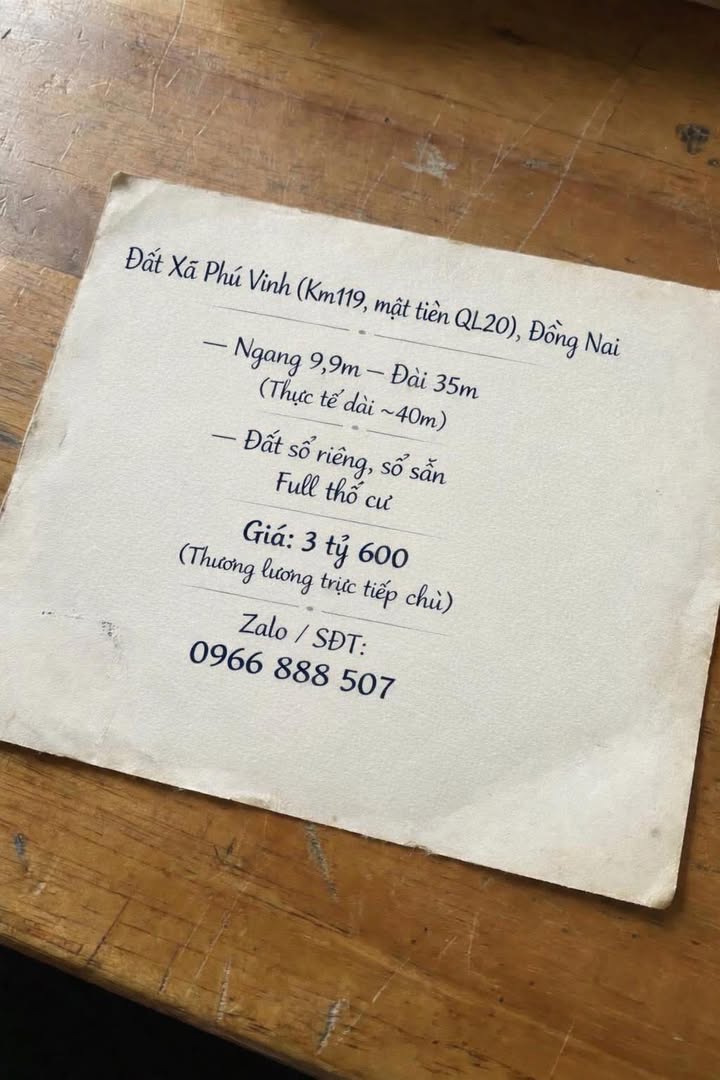 Đất Xã Phú Vinh (Km119, mật tiền QL20), Đồng Nai
— Ngang 9,9m — Đài 35m
(Thực tế dài ~40m)
— Đất sổ riêng, sổ sẵn
Full thổ cư
Giá: 3 tỷ 600
(Thương lương trực tiếp chù)
Zalo / SĐT:
0966 888 507